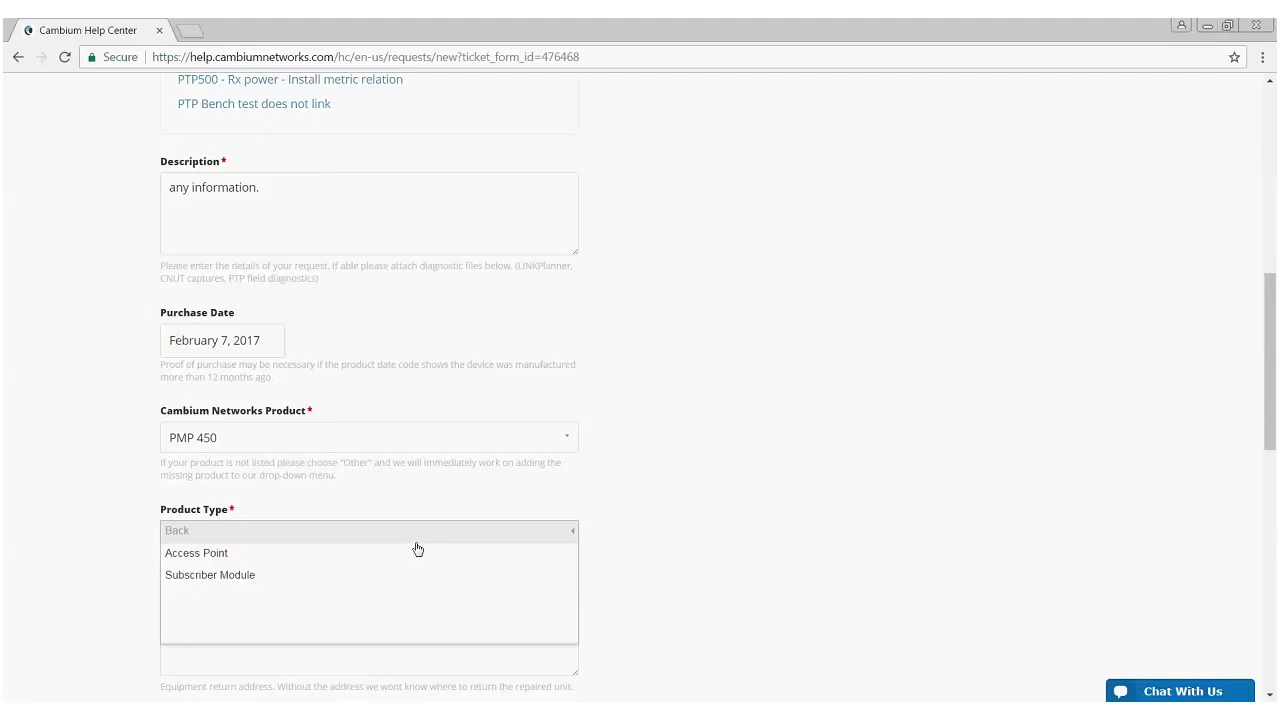 Cambium Help Center
Secure https://help.cambiumnetworks.com/hc/en-us/requests/new?ticket_form_id=476468
PTP500 - Rx power - Install metric relation
PTP Bench test does not link
Description*
any information.
Please enter the details of your request. If able please attach diagnostic files below. (LINKPlanner,
CNUT captures, PTP field diagnostics)
Purchase Date
February 7, 2017
Proof of purchase may be necessary if the product date code shows the device was manufactured
more than 12 months ago.
Cambium Networks Product*
PMP 450
If your product is not listed please choose "Other" and we will immediately work on adding the
missing product to our drop-down menu.
Product Type*
Back
Access Point
Subscriber Module
Equipment return address. Without the address we wont know where to return the repaired unit.
Chat With Us